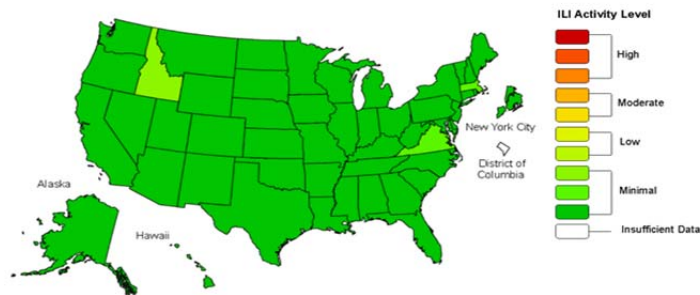 ILI Activity Level
High
Moderate
Low
Minimal
Insufficient Data
New York City
District of
Columbia
Alaska
Hawaii